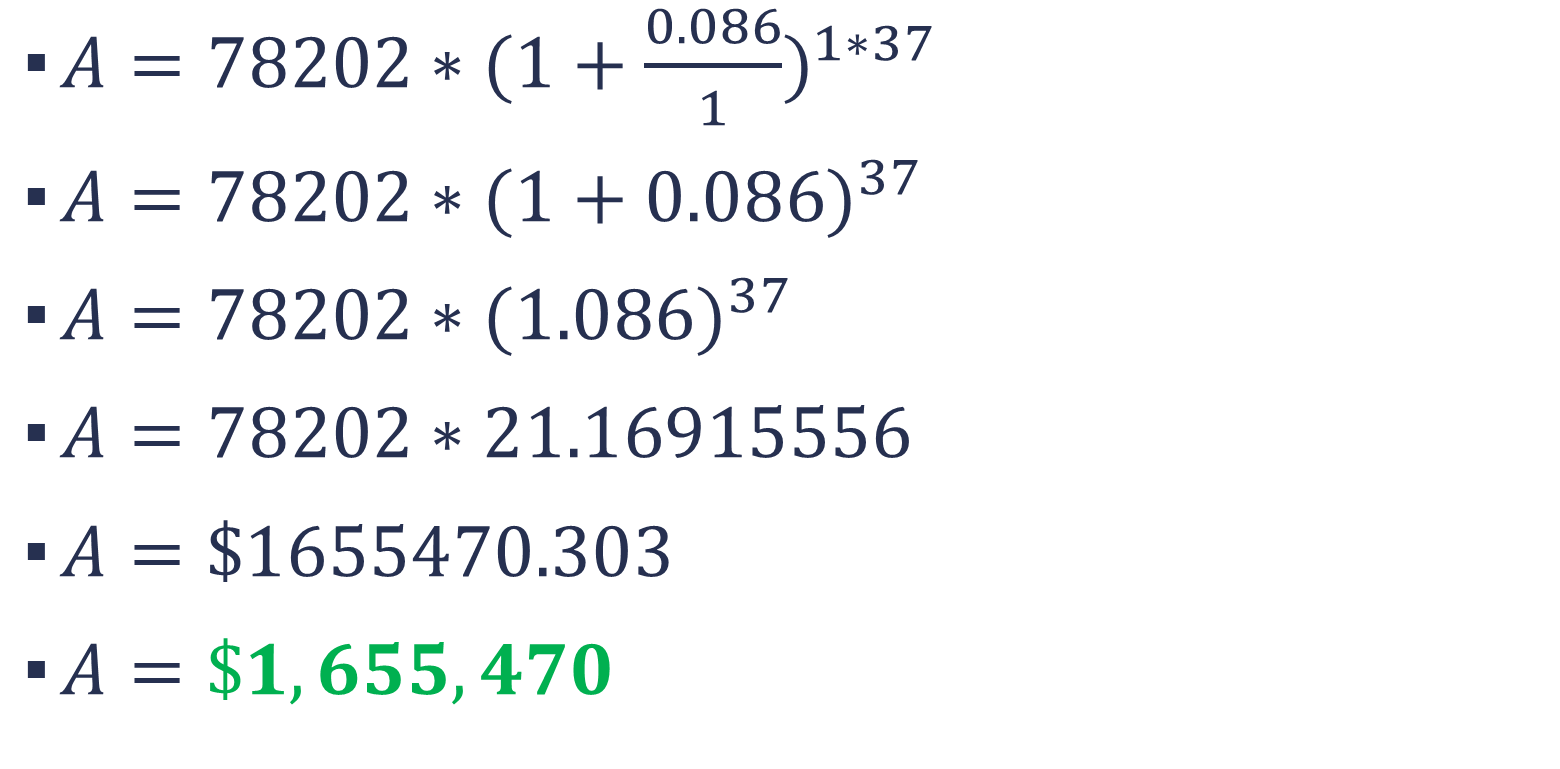 ▪ A = 78202 ∗ (1 + 0.086/1)^(1∗37)
▪ A = 78202 ∗ (1 + 0.086)^37
▪ A = 78202 ∗ (1.086)^37
▪ A = 78202 ∗ 21.16915556
▪ A = $1655470.303
▪ A = $1,655,470